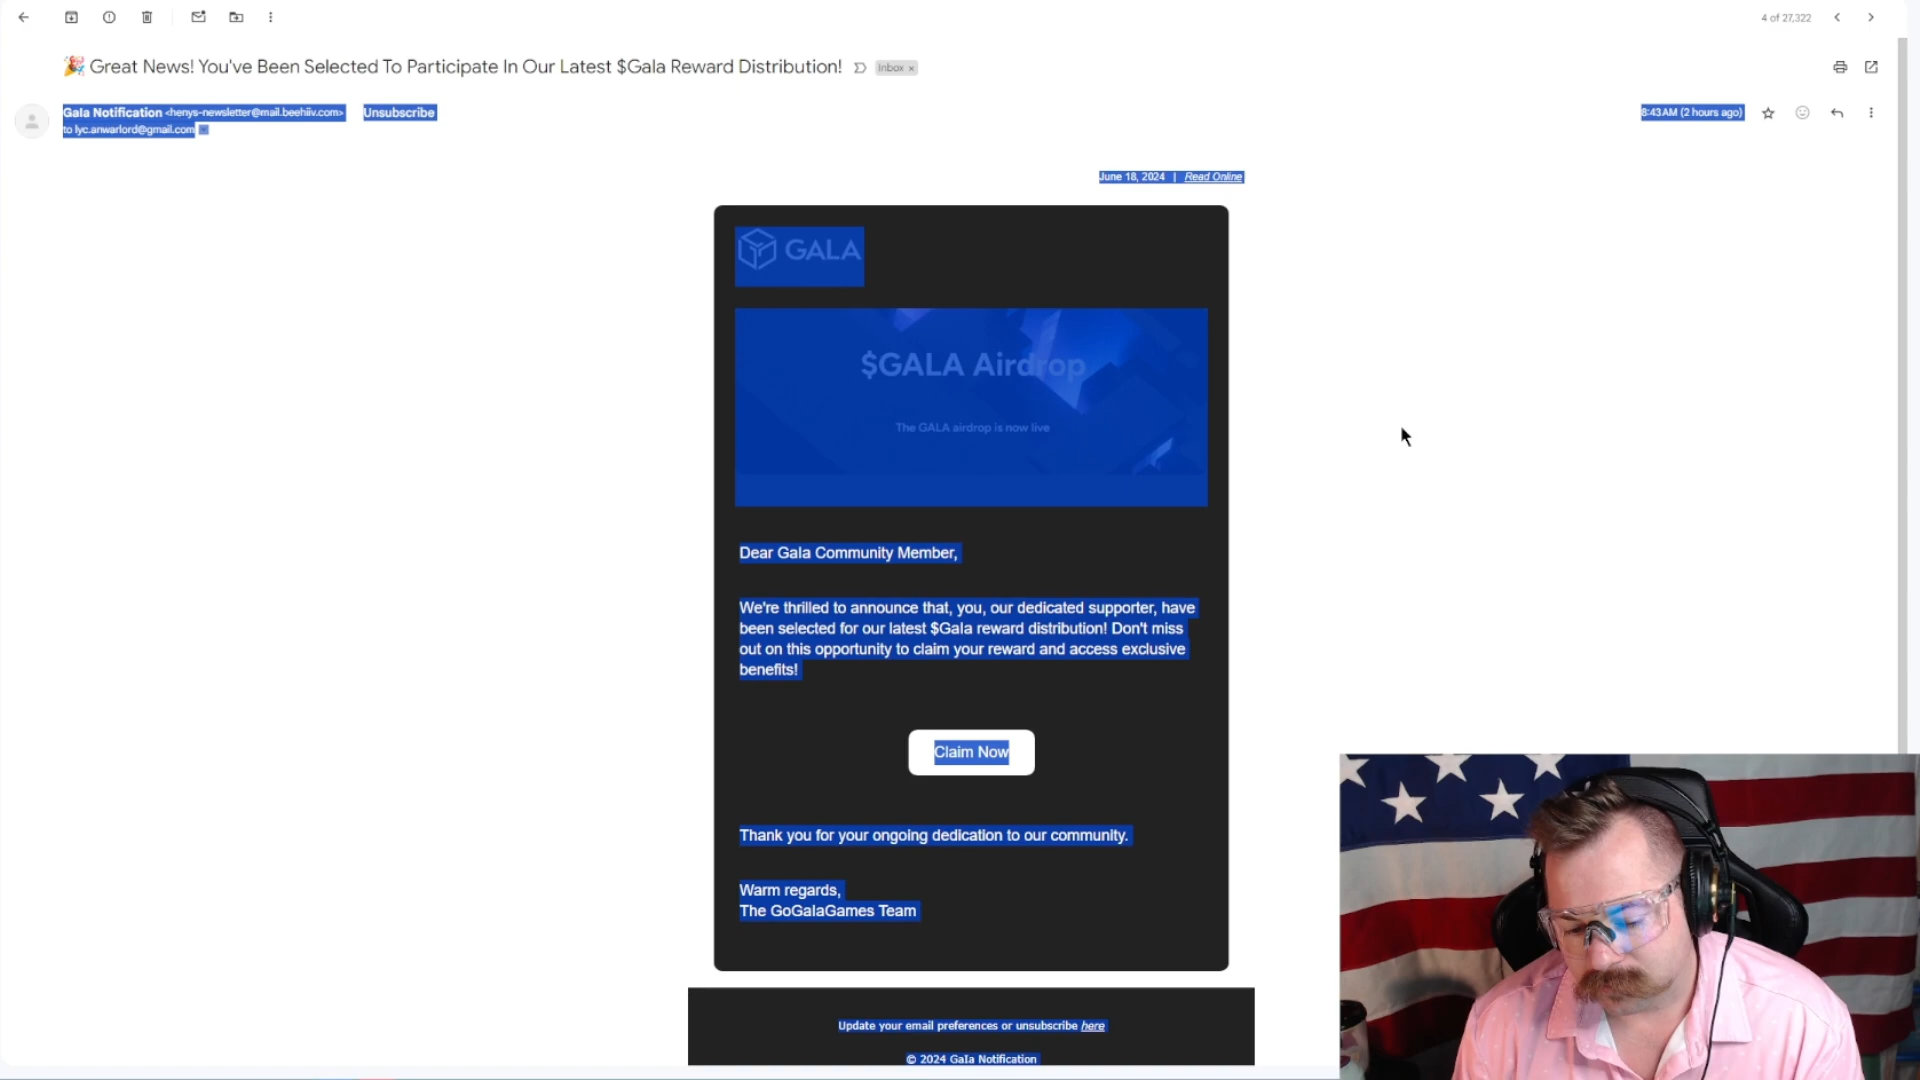 4 of 27,322
🎉 Great News! You've Been Selected To Participate In Our Latest $Gala Reward Distribution!
Inbox ×
Gala Notification <henys-newsletter@mail.beehiiv.com> Unsubscribe
8:43 AM (2 hours ago)
to lyc.anwarlord@gmail.com
June 18, 2024 | Read Online
GALA
$GALA Airdrop
The GALA airdrop is now live
Dear Gala Community Member,
We're thrilled to announce that, you, our dedicated supporter, have
been selected for our latest $Gala reward distribution! Don't miss
out on this opportunity to claim your reward and access exclusive
benefits!
Claim Now
Thank you for your ongoing dedication to our community.
Warm regards,
The GoGalaGames Team
Update your email preferences or unsubscribe here
© 2024 Gala Notification